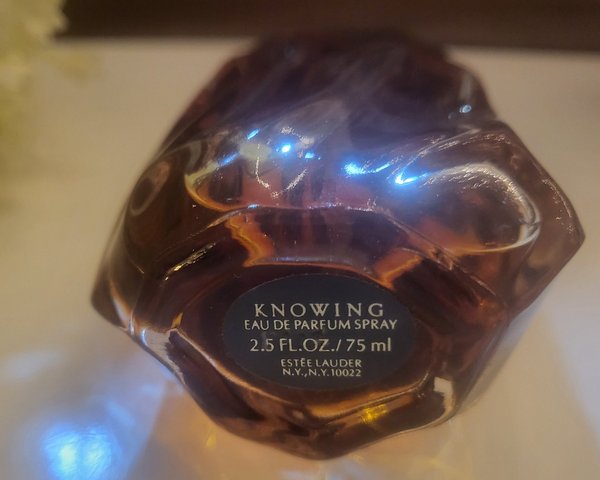 KNOWING
EAU DE PARFUM SPRAY
2.5 FL.OZ./75 ml
ESTĒE LAUDER
N.Y.,N.Y.10022